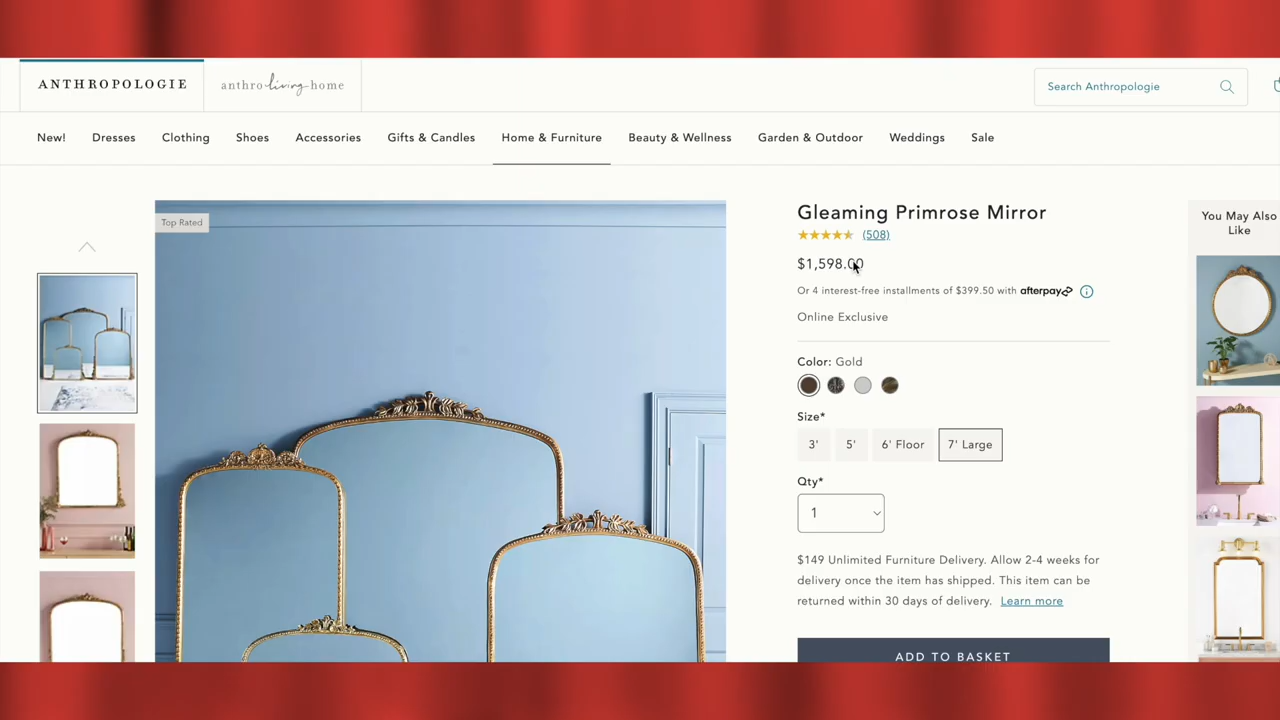 ANTHROPOLOGIE
anthro living home
Search Anthropologie
New!
Dresses
Clothing
Shoes
Accessories
Gifts & Candles
Home & Furniture
Beauty & Wellness
Garden & Outdoor
Weddings
Sale
Top Rated
Gleaming Primrose Mirror
(508)
$1,598.00
Or 4 interest-free installments of $399.50 with afterpay
Online Exclusive
Color: Gold
Size*
3'
5'
6' Floor
7' Large
Qty*
1
$149 Unlimited Furniture Delivery. Allow 2-4 weeks for
delivery once the item has shipped. This item can be
returned within 30 days of delivery. Learn more
ADD TO BASKET
You May Also
Like